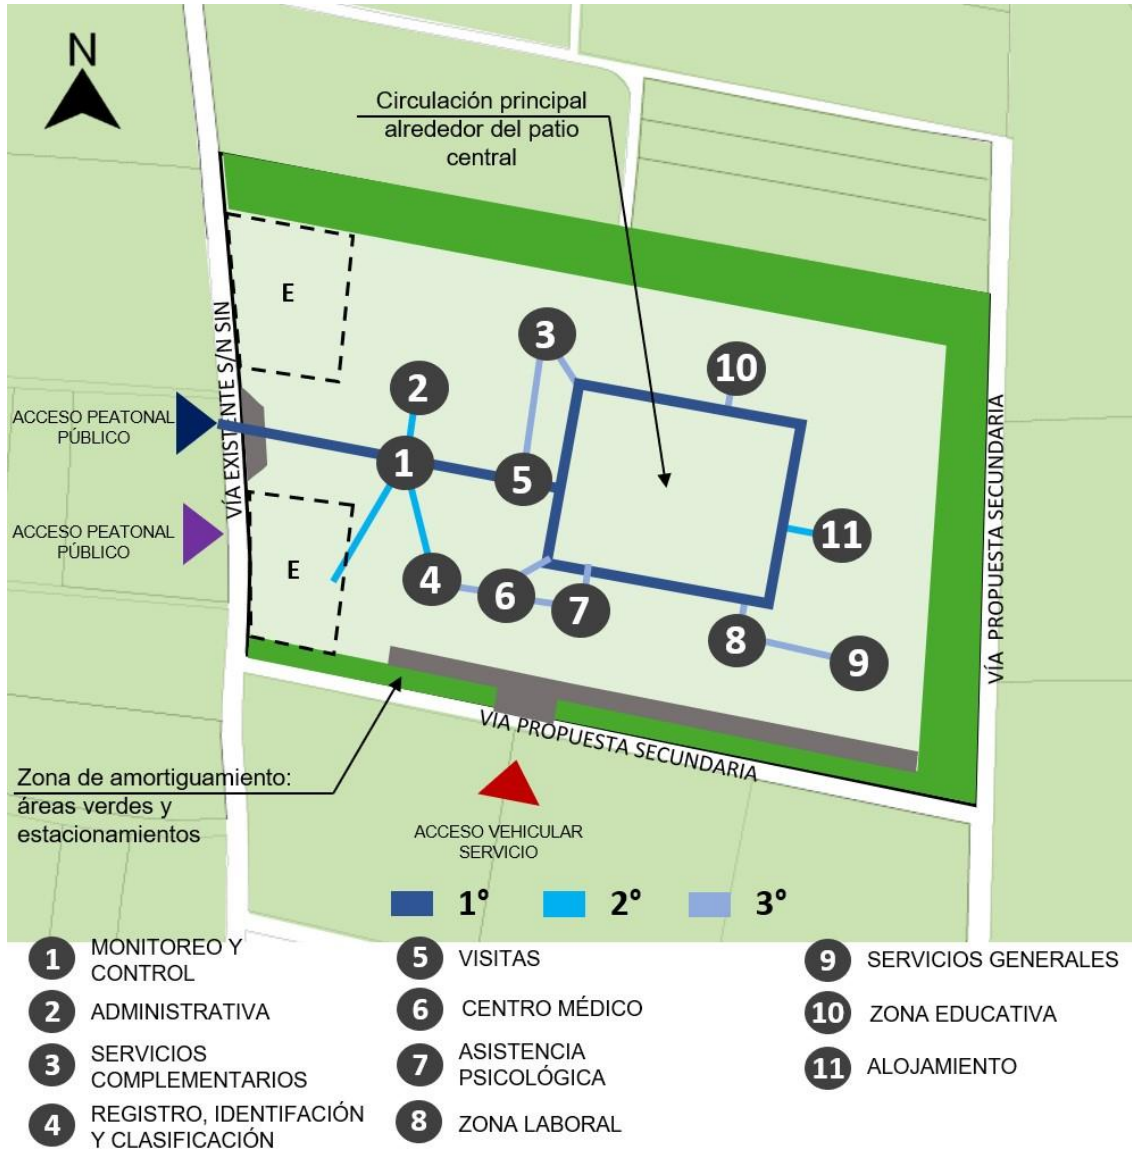 N
Circulación principal
alrededor del patio
central
E
VÍA EXISTENTE S/N SIN
ACCESO PEATONAL
PÚBLICO
ACCESO PEATONAL
PÚBLICO
E
1
2
3
4
5
6
7
8
9
10
11
VÍA PROPUESTA SECUNDARIA
VÍA PROPUESTA SECUNDARIA
Zona de amortiguamiento:
áreas verdes y
estacionamientos
ACCESO VEHICULAR
SERVICIO
1° 2° 3°
1 MONITOREO Y
CONTROL
2 ADMINISTRATIVA
3 SERVICIOS
COMPLEMENTARIOS
4 REGISTRO, IDENTIFACIÓN
Y CLASIFICACIÓN
5 VISITAS
6 CENTRO MÉDICO
7 ASISTENCIA
PSICOLÓGICA
8 ZONA LABORAL
9 SERVICIOS GENERALES
10 ZONA EDUCATIVA
11 ALOJAMIENTO